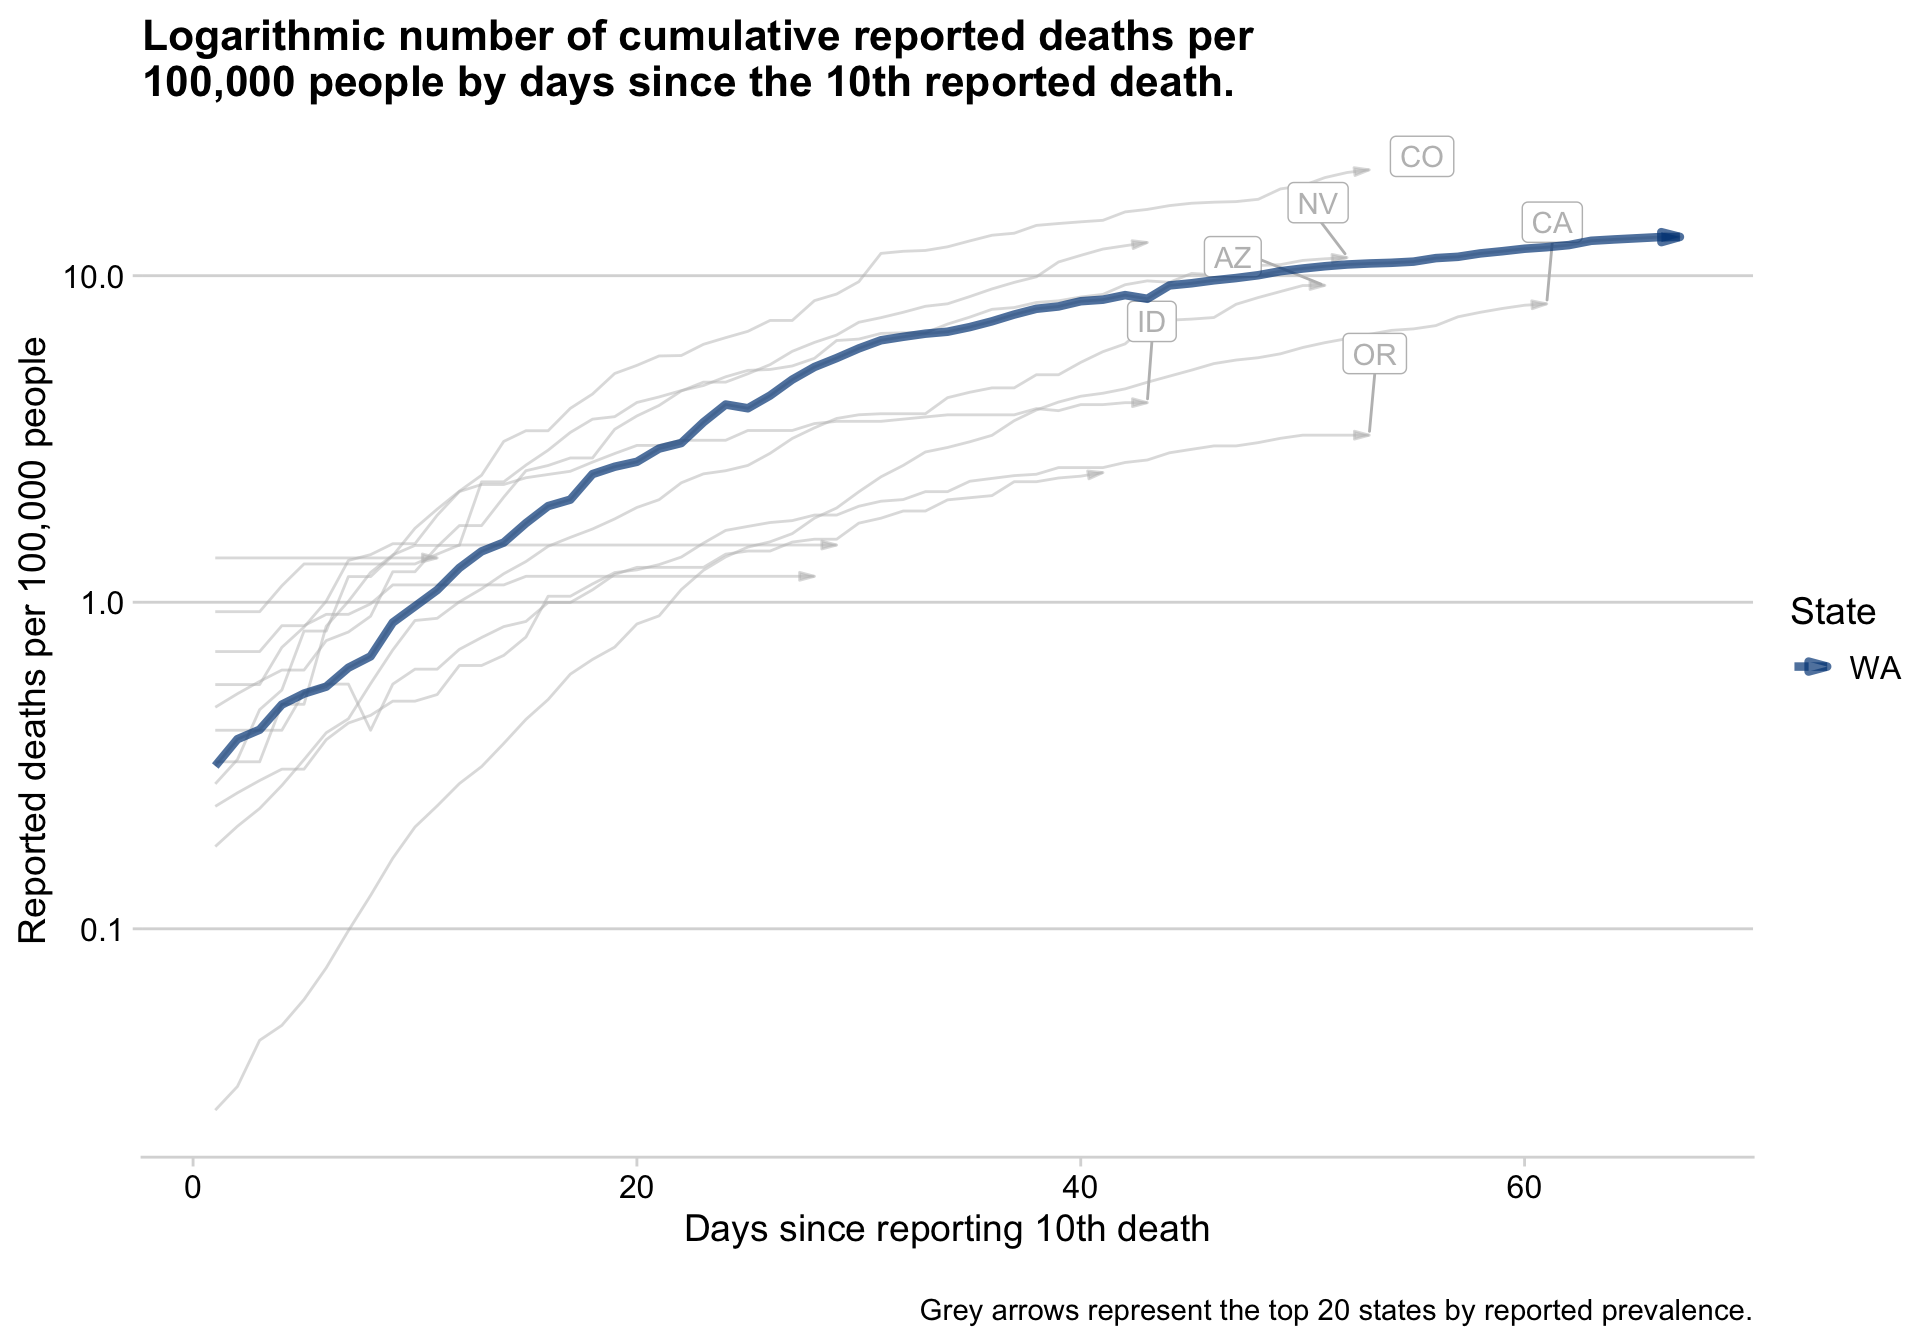 Logarithmic number of cumulative reported deaths per
100,000 people by days since the 10th reported death.
CO
NV
CA
AZ
ID
OR
10.0
1.0
0.1
Reported deaths per 100,000 people
State
WA
0 20 40 60
Days since reporting 10th death
Grey arrows represent the top 20 states by reported prevalence.